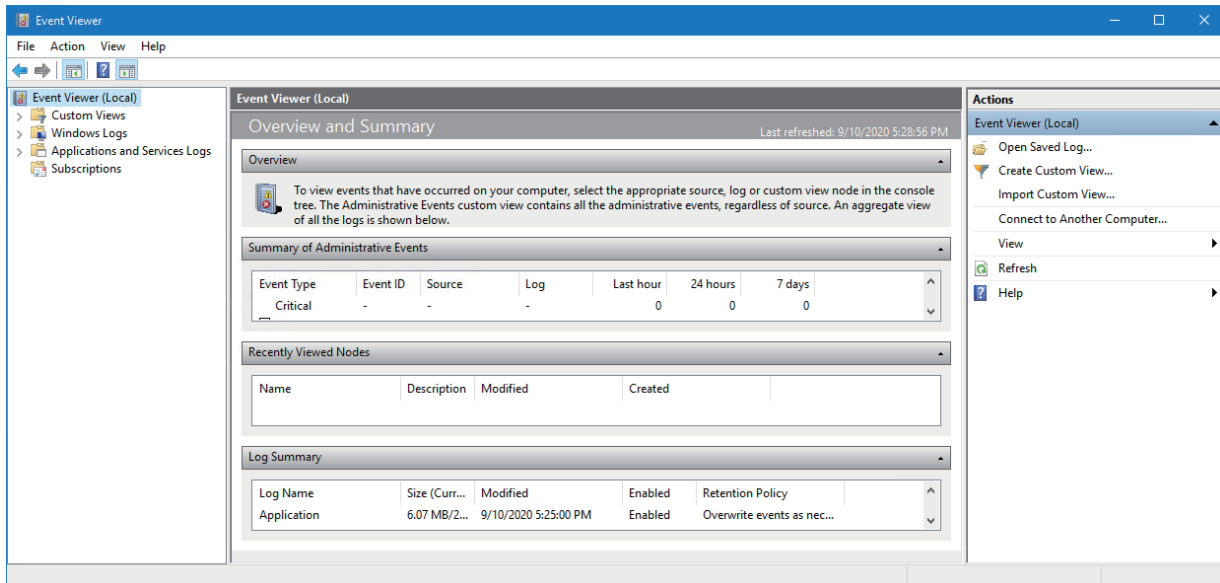 Event Viewer
File Action View Help
Event Viewer (Local)
Custom Views
Windows Logs
Applications and Services Logs
Subscriptions
Event Viewer (Local)
Overview and Summary Last refreshed: 9/10/2020 5:28:56 PM
Overview
To view events that have occurred on your computer, select the appropriate source, log or custom view node in the console
tree. The Administrative Events custom view contains all the administrative events, regardless of source. An aggregate view
of all the logs is shown below.
Summary of Administrative Events
Event Type Event ID Source Log Last hour 24 hours 7 days
Critical - - - 0 0 0
Recently Viewed Nodes
Name Description Modified Created
Log Summary
Log Name Size (Curr... Modified Enabled Retention Policy
Application 6.07 MB/2... 9/10/2020 5:25:00 PM Enabled Overwrite events as nec...
Actions
Event Viewer (Local)
Open Saved Log...
Create Custom View...
Import Custom View...
Connect to Another Computer...
View
Refresh
Help